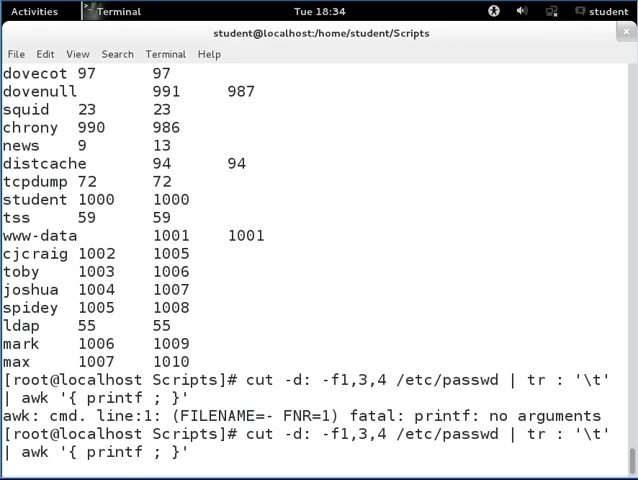 Activities Terminal Tue 18:34 student
student@localhost:/home/student/Scripts
File Edit View Search Terminal Help
dovecot 97 97
dovenull 991 987
squid 23 23
chrony 990 986
news 9 13
distcache 94 94
tcpdump 72 72
student 1000 1000
tss 59 59
www-data 1001 1001
cjcraig 1002 1005
toby 1003 1006
joshua 1004 1007
spidey 1005 1008
ldap 55 55
mark 1006 1009
max 1007 1010
[root@localhost Scripts]# cut -d: -f1,3,4 /etc/passwd | tr : '\t'
| awk '{ printf ; }'
awk: cmd. line:1: (FILENAME=- FNR=1) fatal: printf: no arguments
[root@localhost Scripts]# cut -d: -f1,3,4 /etc/passwd | tr : '\t'
| awk '{ printf ; }'